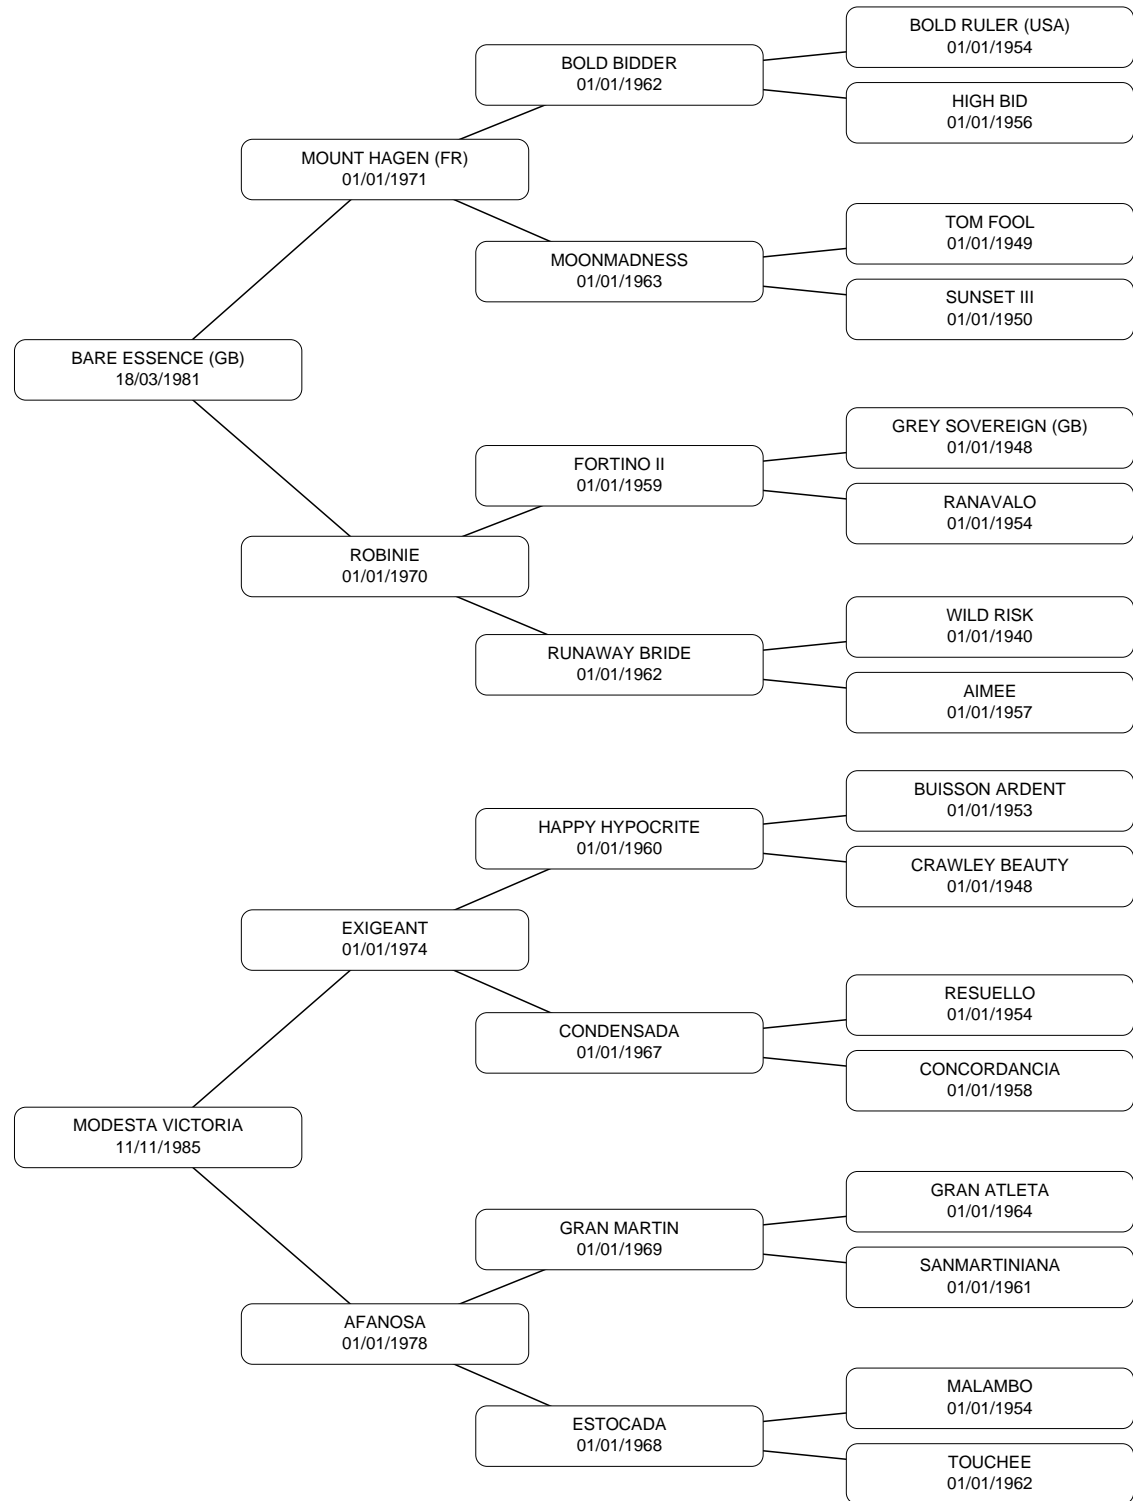 BOLD RULER (USA)
01/01/1954
BOLD BIDDER
01/01/1962
HIGH BID
01/01/1956
MOUNT HAGEN (FR)
01/01/1971
TOM FOOL
01/01/1949
MOONMADNESS
01/01/1963
SUNSET III
01/01/1950
BARE ESSENCE (GB)
18/03/1981
GREY SOVEREIGN (GB)
01/01/1948
FORTINO II
01/01/1959
RANAVALO
01/01/1954
ROBINIE
01/01/1970
WILD RISK
01/01/1940
RUNAWAY BRIDE
01/01/1962
AIMEE
01/01/1957
BUISSON ARDENT
01/01/1953
HAPPY HYPOCRITE
01/01/1960
CRAWLEY BEAUTY
01/01/1948
EXIGEANT
01/01/1974
RESUELLO
01/01/1954
CONDENSADA
01/01/1967
CONCORDANCIA
01/01/1958
MODESTA VICTORIA
11/11/1985
GRAN ATLETA
01/01/1964
GRAN MARTIN
01/01/1969
SANMARTINIANA
01/01/1961
AFANOSA
01/01/1978
MALAMBO
01/01/1954
ESTOCADA
01/01/1968
TOUCHEE
01/01/1962